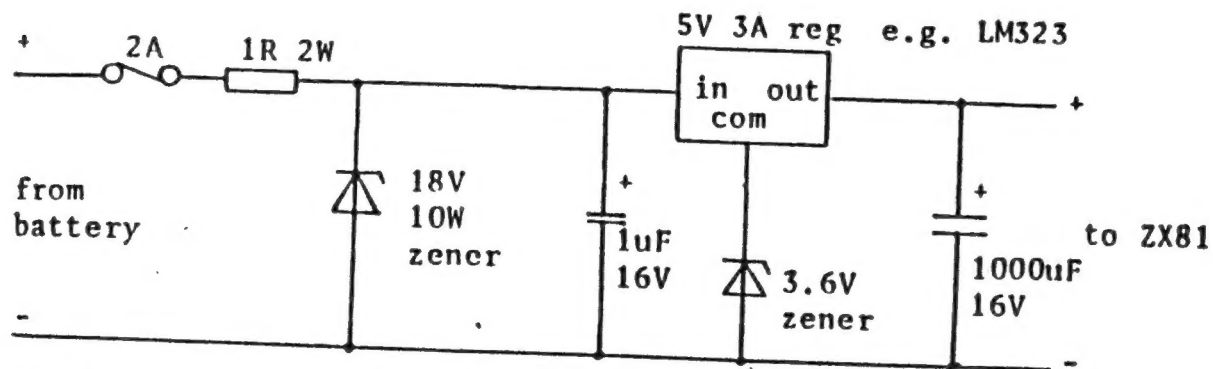 5V 3A reg e.g. LM323
+
2A
1R 2W
in out
com
+
from
battery
18V
10W
zener
+
1uF
16V
3.6V
zener
+
1000uF
16V
to ZX81
-
-